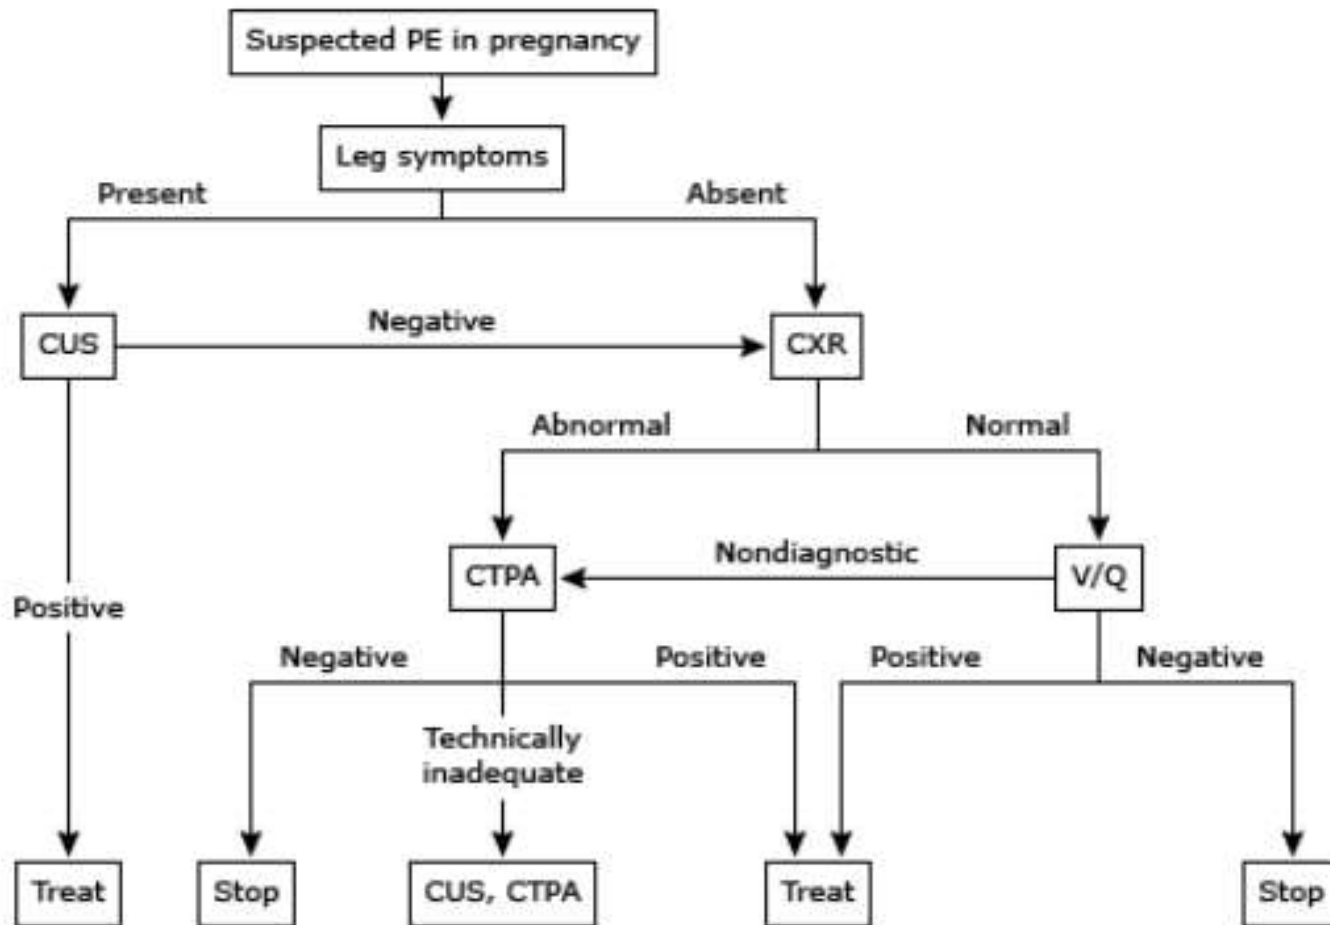 Suspected PE in pregnancy
Leg symptoms
Present
Absent
CUS
Negative
CXR
Abnormal
Normal
CTPA
Nondiagnostic
V/Q
Positive
Negative
Positive
Positive
Negative
Technically
inadequate
Treat
Stop
CUS, CTPA
Treat
Stop